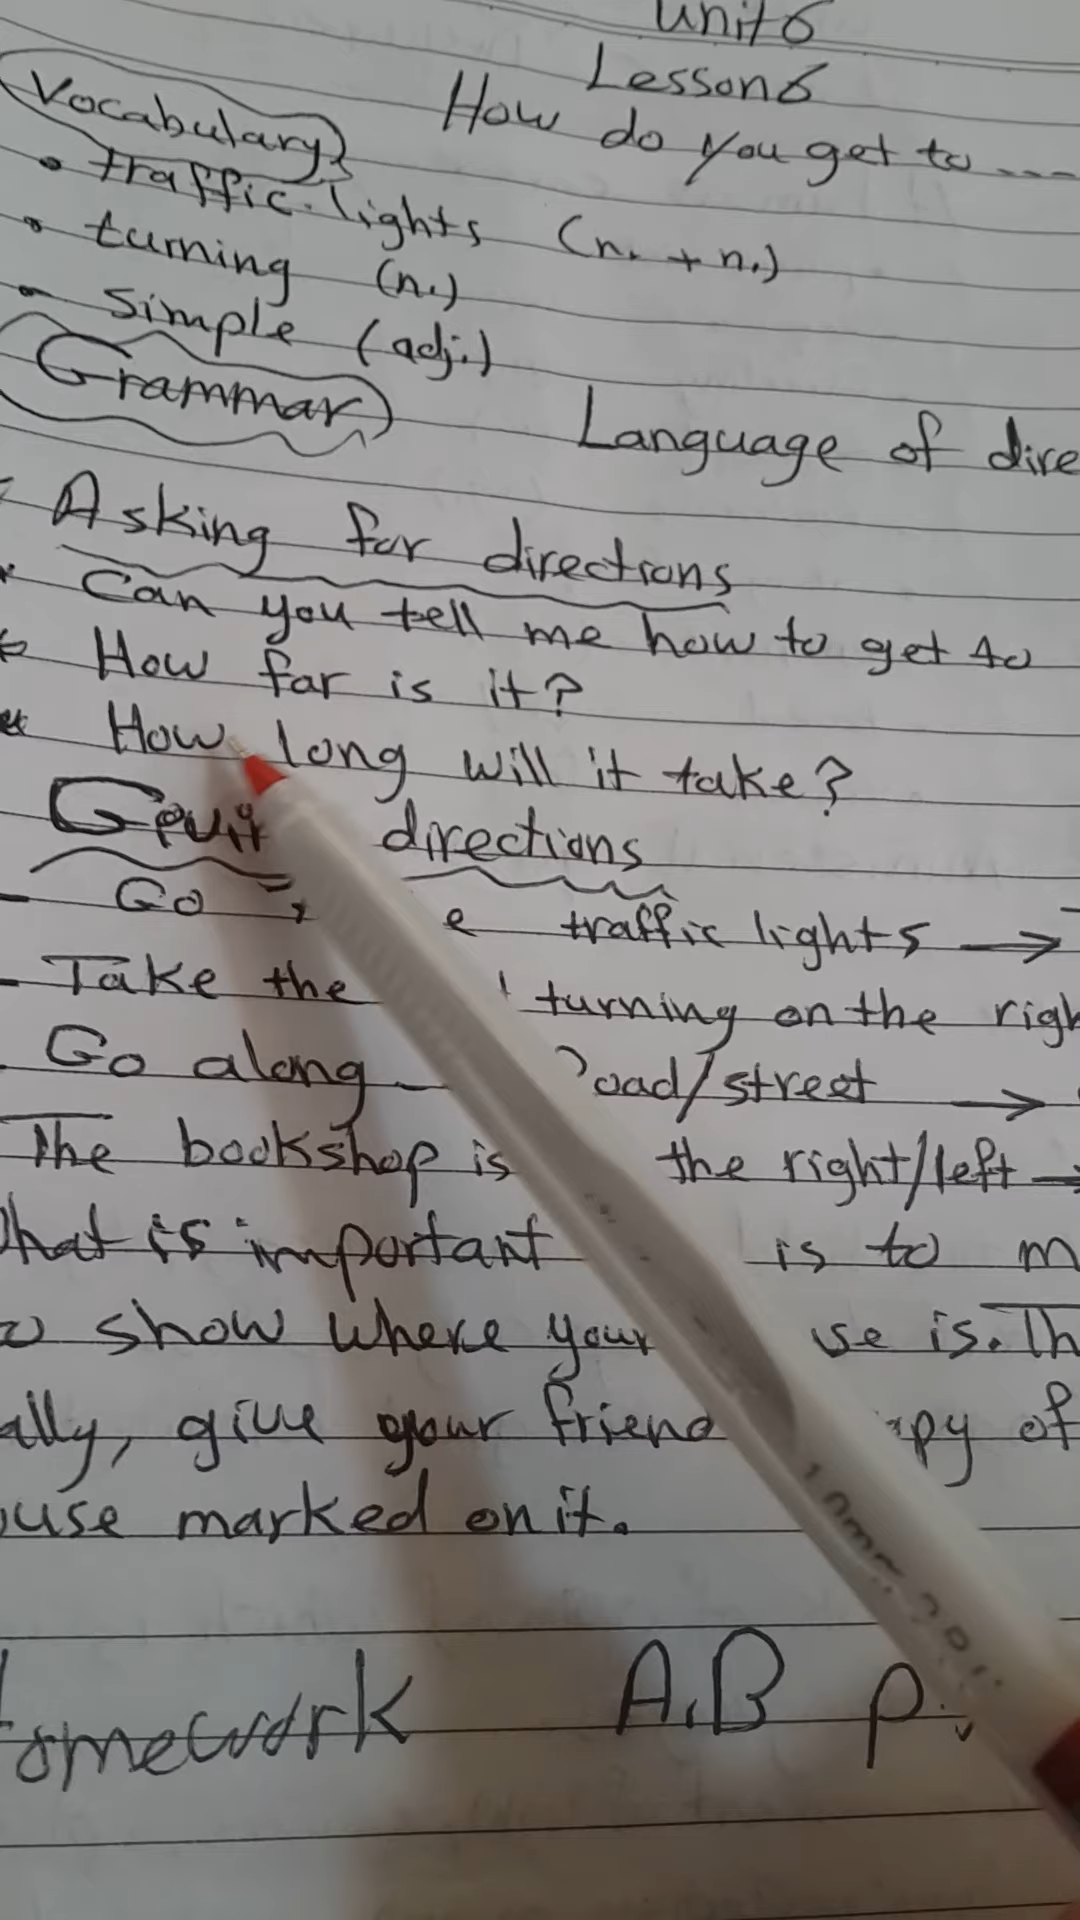 Unit 6
Lesson 6
How do you get to ...
Vocabulary
• traffic lights (n. + n.)
• turning (n.)
- simple (adj.)
Grammar
Language of dire
Asking for directions
* Can you tell me how to get to
* How far is it?
* How long will it take?
directions
- Go traffic lights →
- Take the turning on the righ
- Go along oad/street →
The bookshop is the right/left →
hat is important is to m
o show where your use is. Th
ally, give your friend py of
ouse marked on it.
omework A.B p.